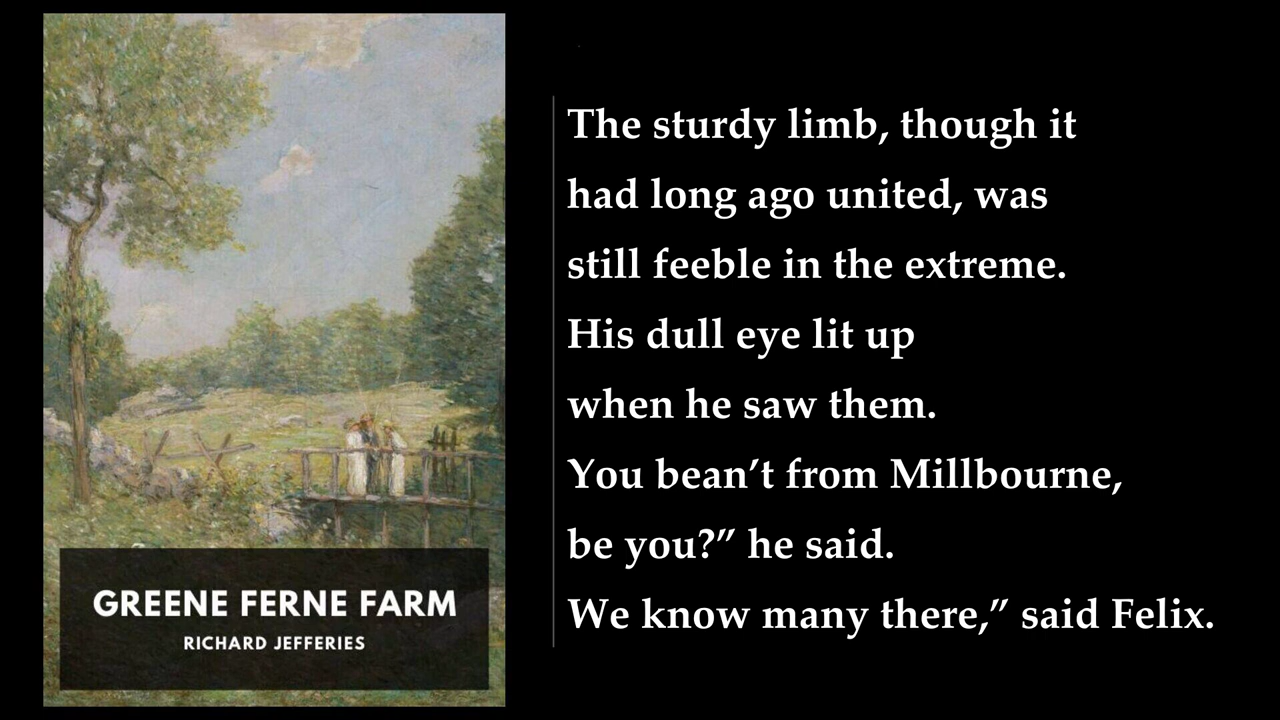 GREENE FERNE FARM
RICHARD JEFFERIES
The sturdy limb, though it
had long ago united, was
still feeble in the extreme.
His dull eye lit up
when he saw them.
You bean’t from Millbourne,
be you?” he said.
We know many there,” said Felix.